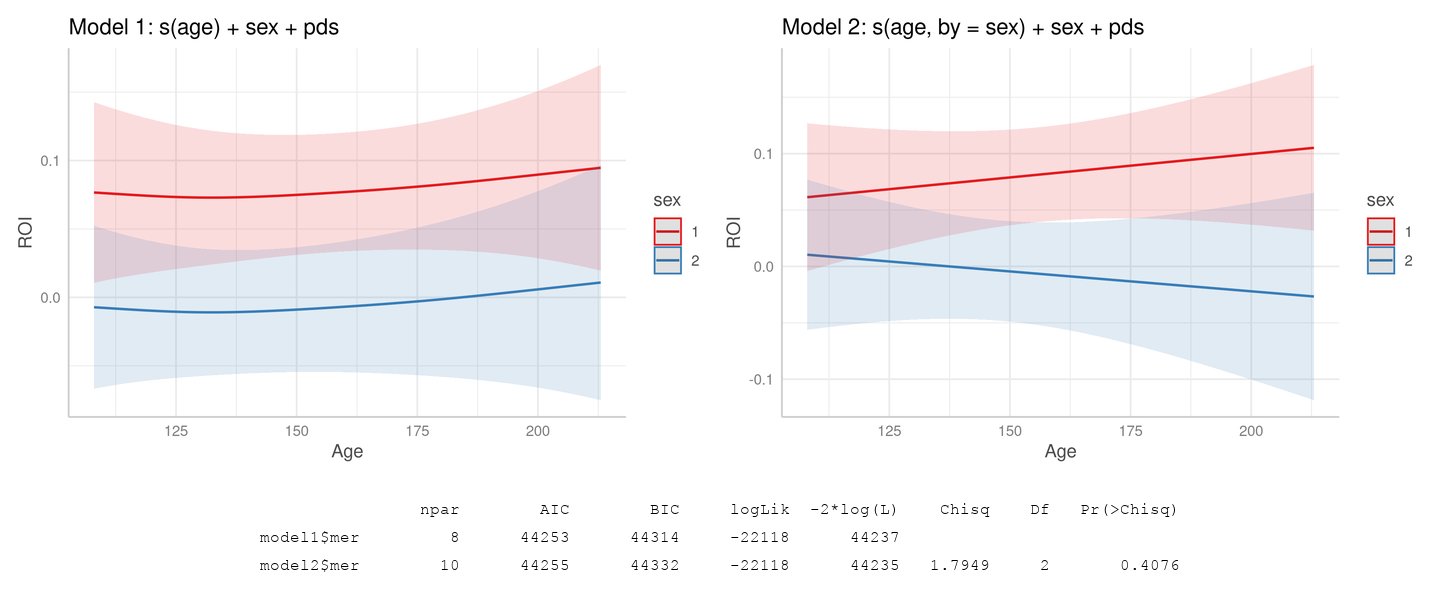 Model 1: s(age) + sex + pds
ROI
0.1
0.0
125 150 175 200
Age
sex
1
2
Model 2: s(age, by = sex) + sex + pds
ROI
0.1
0.0
-0.1
125 150 175 200
Age
sex
1
2
npar AIC BIC logLik -2*log(L) Chisq Df Pr(>Chisq)
model1$mer 8 44253 44314 -22118 44237
model2$mer 10 44255 44332 -22118 44235 1.7949 2 0.4076